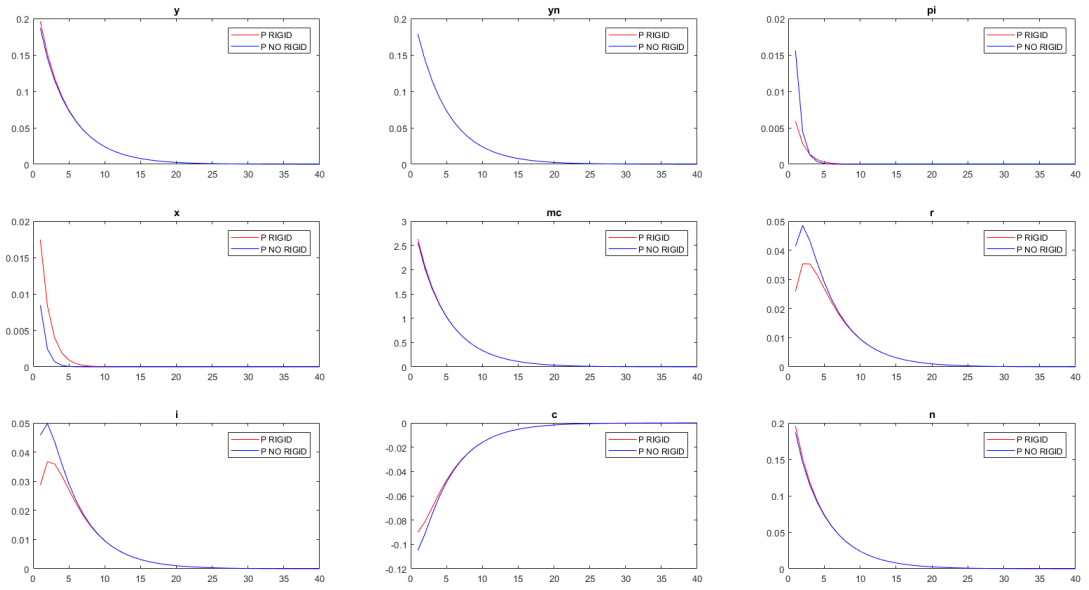 y
0.2
0.15
0.1
0.05
0
0 5 10 15 20 25 30 35 40
P RIGID
P NO RIGID
yn
0.2
0.15
0.1
0.05
0
0 5 10 15 20 25 30 35 40
P RIGID
P NO RIGID
pi
0.02
0.015
0.01
0.005
0
0 5 10 15 20 25 30 35 40
P RIGID
P NO RIGID
x
0.02
0.015
0.01
0.005
0
0 5 10 15 20 25 30 35 40
P RIGID
P NO RIGID
mc
3
2.5
2
1.5
1
0.5
0
0 5 10 15 20 25 30 35 40
P RIGID
P NO RIGID
r
0.05
0.04
0.03
0.02
0.01
0
0 5 10 15 20 25 30 35 40
P RIGID
P NO RIGID
i
0.05
0.04
0.03
0.02
0.01
0
0 5 10 15 20 25 30 35 40
P RIGID
P NO RIGID
c
0
-0.02
-0.04
-0.06
-0.08
-0.1
-0.12
0 5 10 15 20 25 30 35 40
P RIGID
P NO RIGID
n
0.2
0.15
0.1
0.05
0
0 5 10 15 20 25 30 35 40
P RIGID
P NO RIGID